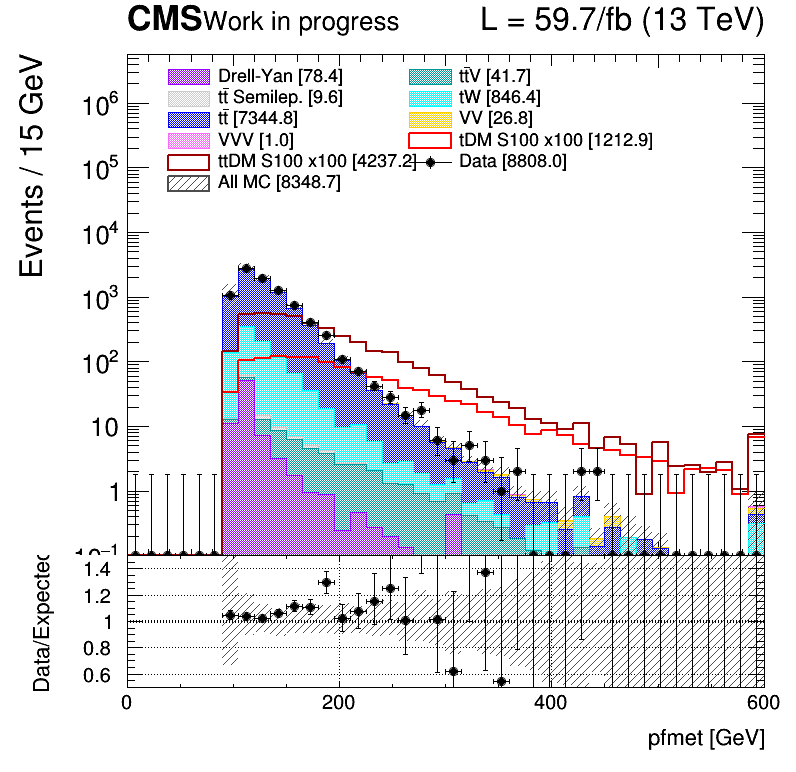 CMS Work in progress L = 59.7/fb (13 TeV)
Events / 15 GeV
Drell-Yan [78.4] tt̄V [41.7]
tt̄ Semilep. [9.6] tW [846.4]
tt̄ [7344.8] VV [26.8]
VVV [1.0] tDM S100 x100 [1212.9]
ttDM S100 x100 [4237.2] Data [8808.0]
All MC [8348.7]
10⁶
10⁵
10⁴
10³
10²
10
1
10⁻¹
Data/Expected
1.4
1.2
1
0.8
0.6
0 200 400 600
pfmet [GeV]